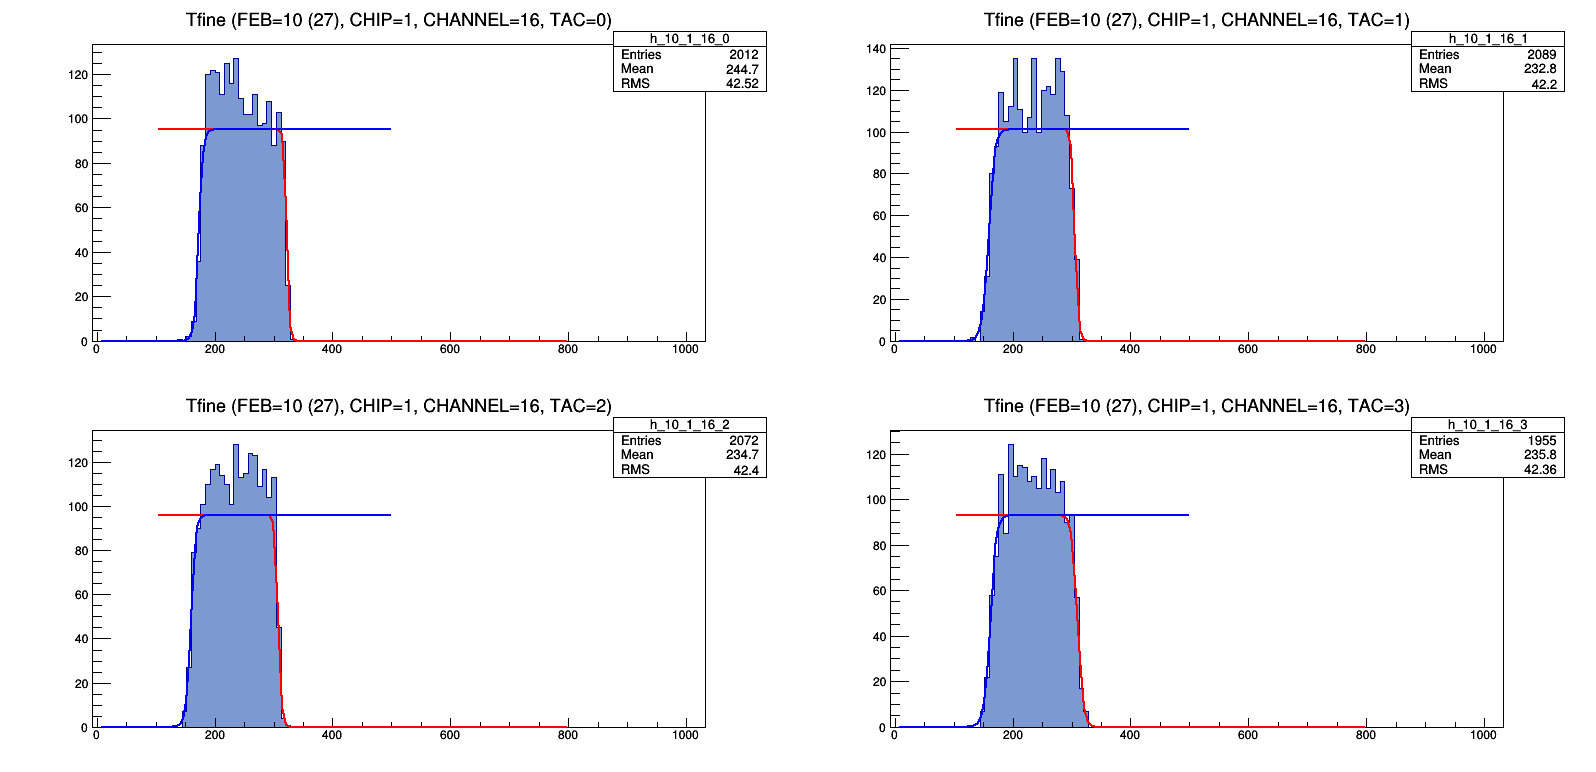 Tfine (FEB=10 (27), CHIP=1, CHANNEL=16, TAC=0)
h_10_1_16_0
Entries 2012
Mean 244.7
RMS 42.52
120
100
80
60
40
20
0
0 200 400 600 800 1000
Tfine (FEB=10 (27), CHIP=1, CHANNEL=16, TAC=1)
h_10_1_16_1
Entries 2089
Mean 232.8
RMS 42.2
140
120
100
80
60
40
20
0
0 200 400 600 800 1000
Tfine (FEB=10 (27), CHIP=1, CHANNEL=16, TAC=2)
h_10_1_16_2
Entries 2072
Mean 234.7
RMS 42.4
120
100
80
60
40
20
0
0 200 400 600 800 1000
Tfine (FEB=10 (27), CHIP=1, CHANNEL=16, TAC=3)
h_10_1_16_3
Entries 1955
Mean 235.8
RMS 42.36
120
100
80
60
40
20
0
0 200 400 600 800 1000